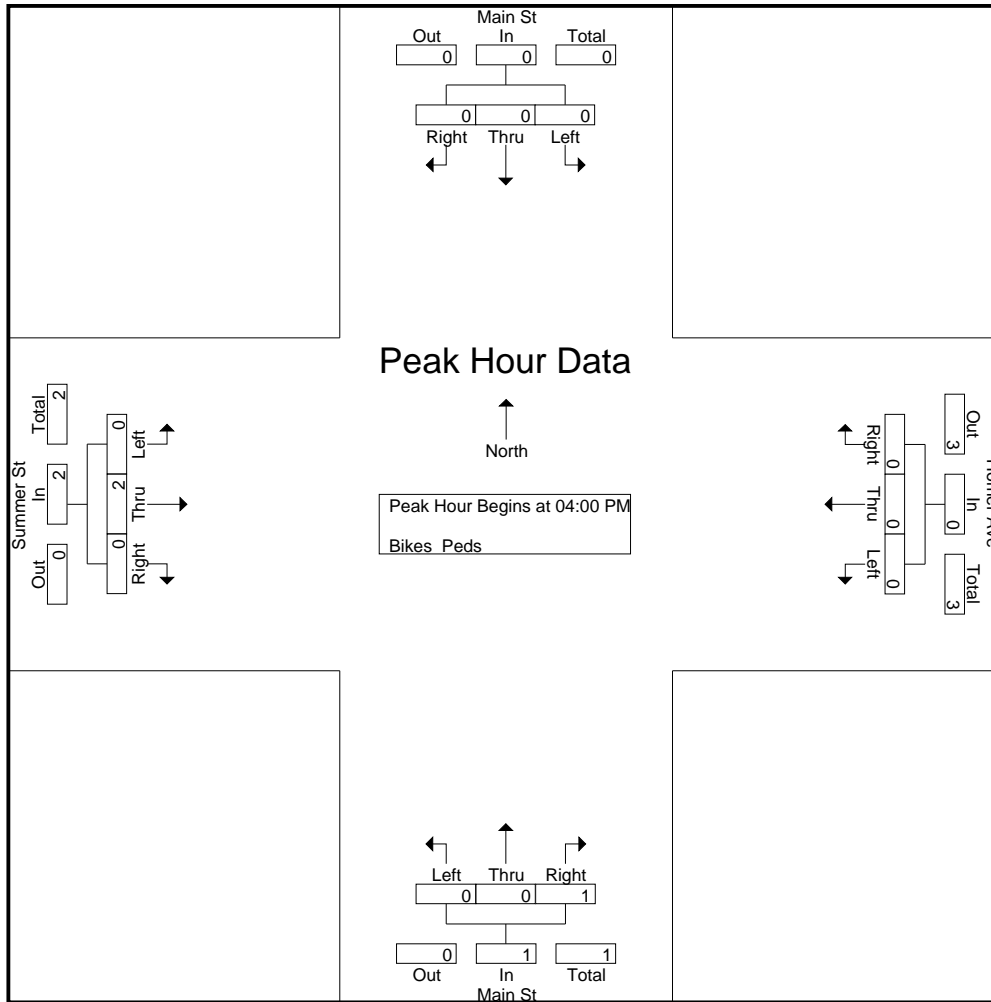 Main St
Out In Total
0 0 0
0 0 0
Right Thru Left
Peak Hour Data
North
Peak Hour Begins at 04:00 PM
Bikes Peds
Summer St
Total In Out
2 2 0
0 2 0
Left Thru Right
Right Thru Left
0 0 0
Out In Total
3 0 3
Left Thru Right
0 0 1
0 1 1
Out In Total
Main St